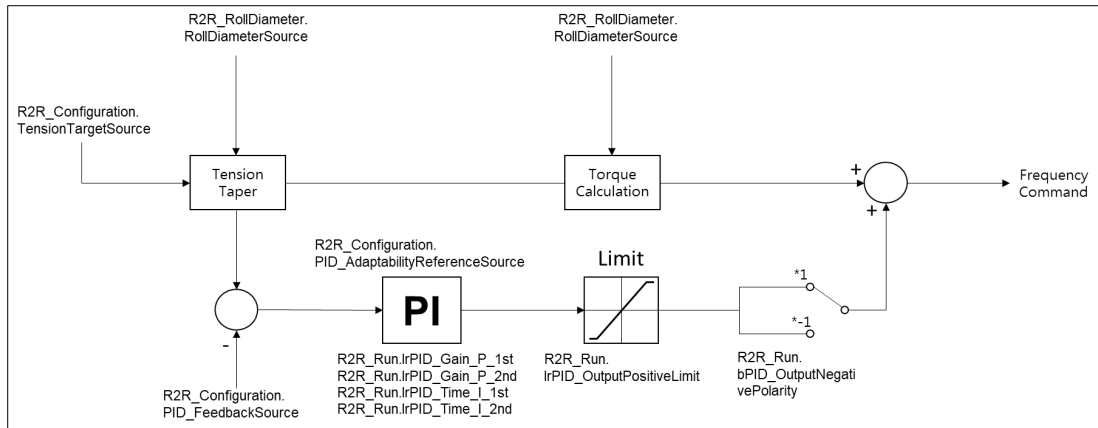 R2R_RollDiameter.
RollDiameterSource
R2R_RollDiameter.
RollDiameterSource
R2R_Configuration.
TensionTargetSource
Tension
Taper
Torque
Calculation
+
+
Frequency
Command
R2R_Configuration.
PID_AdaptabilityReferenceSource
Limit
PI
*1
*-1
-
R2R_Configuration.
PID_FeedbackSource
R2R_Run.lrPID_Gain_P_1st
R2R_Run.lrPID_Gain_P_2nd
R2R_Run.lrPID_Time_I_1st
R2R_Run.lrPID_Time_I_2nd
R2R_Run.
lrPID_OutputPositiveLimit
R2R_Run.
bPID_OutputNegati
vePolarity